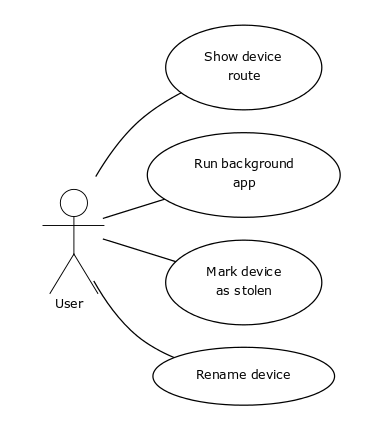 Show device
route
Run background
app
Mark device
as stolen
User
Rename device